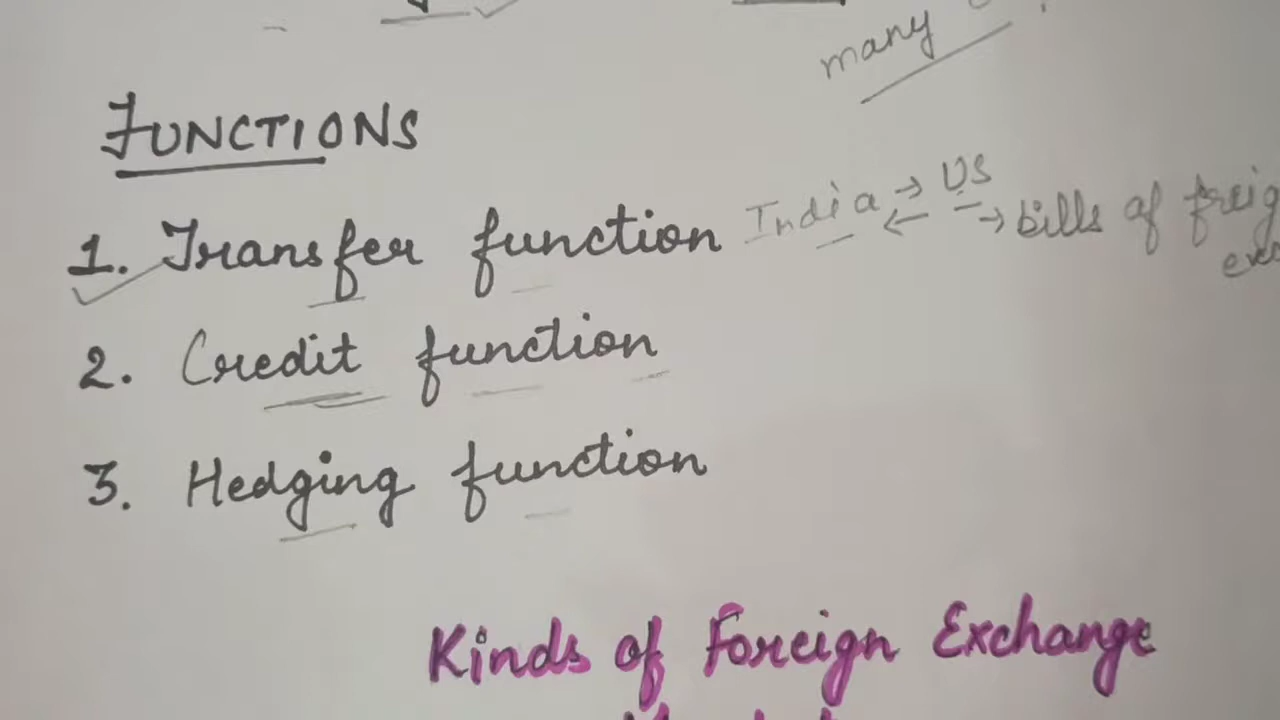 many
FUNCTIONS
1. Transfer function India → US
← → bills of
2. Credit function
3. Hedging function
Kinds of Foreign Exchange